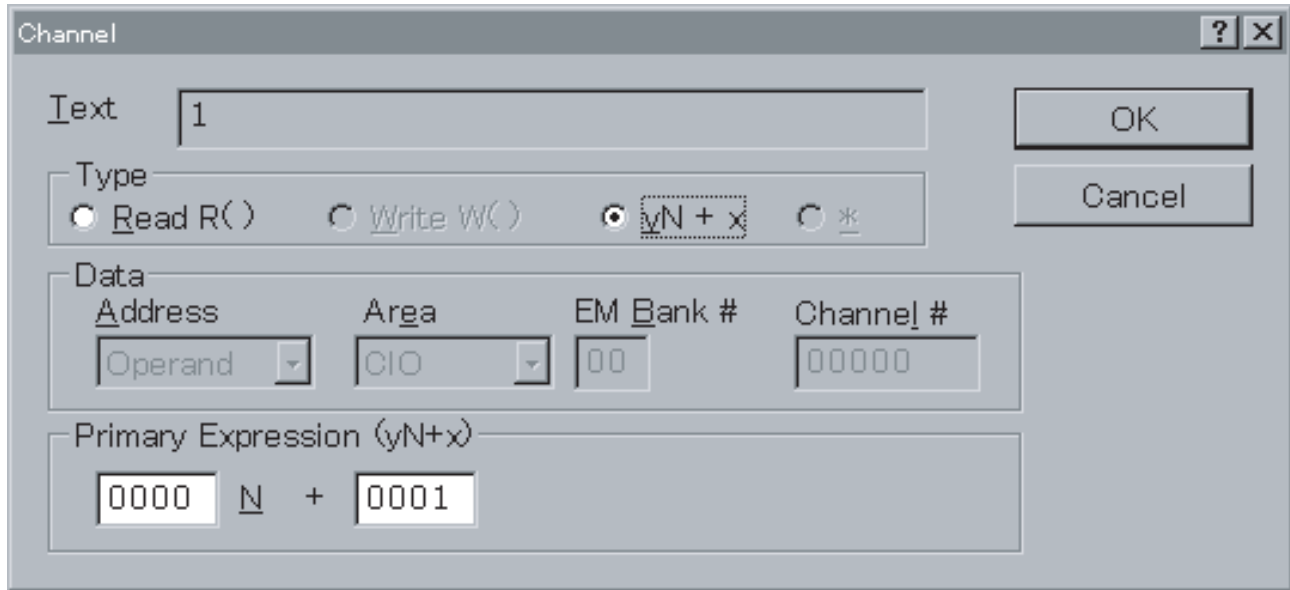 Channel ? X
Text 1 OK
Type
Read R() Write W() yN + x * Cancel
Data
Address Area EM Bank # Channel #
Operand CIO 00 00000
Primary Expression (yN+x)
0000 N + 0001